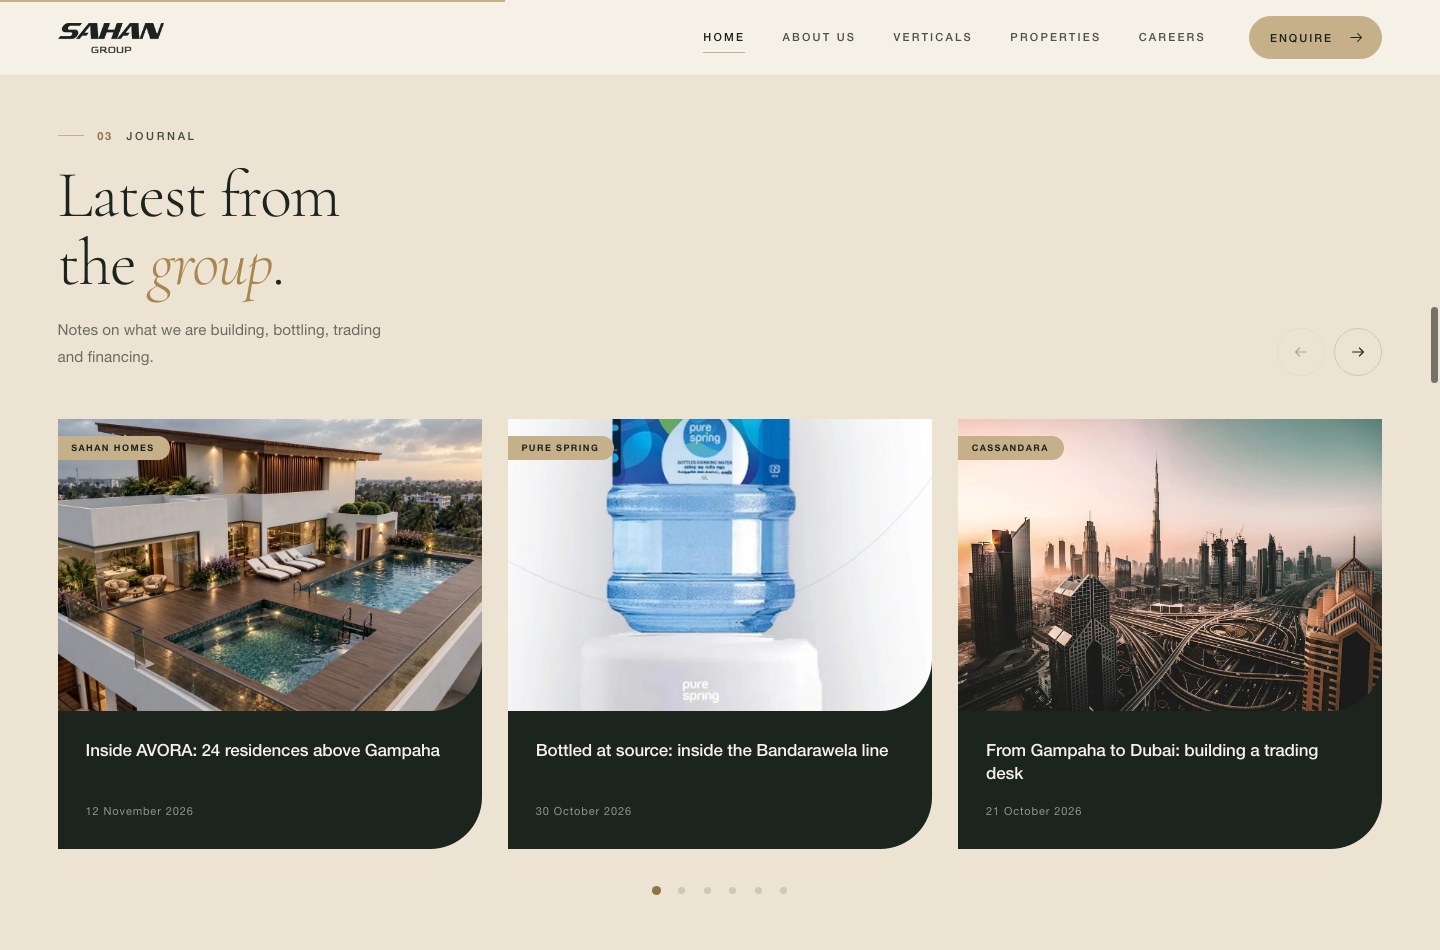 SAHAN
GROUP
HOME
ABOUT US
VERTICALS
PROPERTIES
CAREERS
ENQUIRE
03 JOURNAL
Latest from
the group.
Notes on what we are building, bottling, trading
and financing.
SAHAN HOMES
PURE SPRING
pure
spring
BOTTLED DRINKING WATER
pure
spring
CASSANDARA
Inside AVORA: 24 residences above Gampaha
12 November 2026
Bottled at source: inside the Bandarawela line
30 October 2026
From Gampaha to Dubai: building a trading
desk
21 October 2026